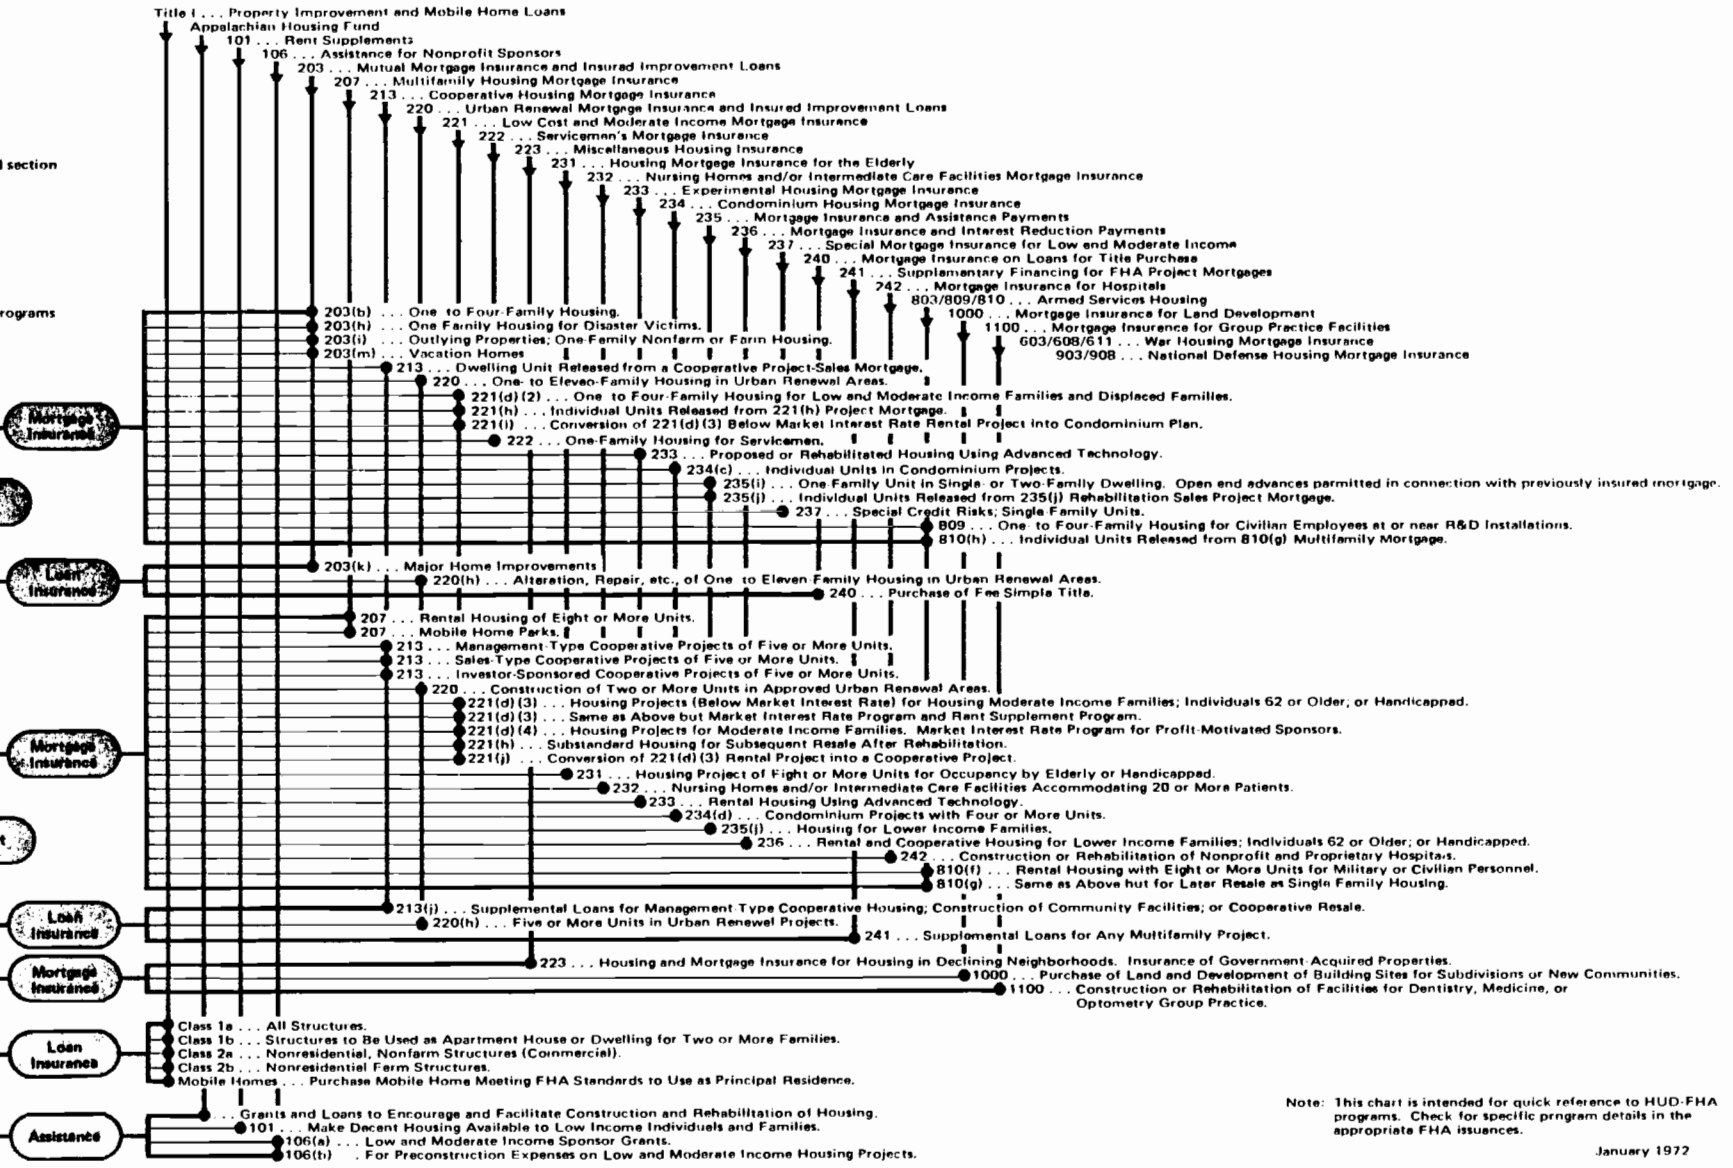 Title I ... Property Improvement and Mobile Home Loans
Appalachian Housing Fund
101 ... Rent Supplements
106 ... Assistance for Nonprofit Sponsors
203 ... Mutual Mortgage Insurance and Insured Improvement Loans
207 ... Multifamily Housing Mortgage Insurance
213 ... Cooperative Housing Mortgage Insurance
220 ... Urban Renewal Mortgage Insurance and Insured Improvement Loans
221 ... Low Cost and Moderate Income Mortgage Insurance
222 ... Servicemen's Mortgage Insurance
223 ... Miscellaneous Housing Insurance
231 ... Housing Mortgage Insurance for the Elderly
section
232 ... Nursing Homes and/or Intermediate Care Facilities Mortgage Insurance
233 ... Experimental Housing Mortgage Insurance
234 ... Condominium Housing Mortgage Insurance
235 ... Mortgage Insurance and Assistance Payments
236 ... Mortgage Insurance and Interest Reduction Payments
237 ... Special Mortgage Insurance for Low and Moderate Income
240 ... Mortgage Insurance on Loans for Title Purchase
241 ... Supplamentary Financing for FHA Project Mortgages
242 ... Mortgage Insurance for Hospitals
803/809/810 ... Armed Services Housing
1000 ... Mortgage Insurance for Land Development
1100 ... Mortgage Insurance for Group Practice Facilities
603/608/611 ... War Housing Mortgage Insurance
903/908 ... National Defense Housing Mortgage Insurance
rograms
203(b) ... One to Four-Family Housing.
203(h) ... One Family Housing for Disaster Victims.
203(i) ... Outlying Properties; One-Family Nonfarm or Farm Housing.
203(m) ... Vacation Homes
213 ... Dwelling Unit Released from a Cooperative Project-Sales Mortgage.
220 ... One- to Eleven-Family Housing in Urban Renewal Areas.
221(d)(2) ... One to Four-Family Housing for Low and Moderate Income Families and Displaced Families.
221(h) ... Individual Units Released from 221(h) Project Mortgage.
221(i) ... Conversion of 221(d)(3) Below Market Interest Rate Rental Project into Condominium Plan.
222 ... One-Family Housing for Servicemen.
233 ... Proposed or Rehabilitated Housing Using Advanced Technology.
234(c) ... Individual Units in Condominium Projects.
235(i) ... One-Family Unit in Single- or Two-Family Dwelling. Open end advances permitted in connection with previously insured mortgage.
235(j) ... Individual Units Released from 235(j) Rehabilitation Sales Project Mortgage.
237 ... Special Credit Risks; Single-Family Units.
809 ... One- to Four-Family Housing for Civilian Employees at or near R&D Installations.
810(h) ... Individual Units Released from 810(g) Multifamily Mortgage.
Mortgage
Insurance
203(k) ... Major Home Improvements
220(h) ... Alteration, Repair, etc., of One to Eleven Family Housing in Urban Renewal Areas.
240 ... Purchase of Fee Simple Title.
Loan
Insurance
207 ... Rental Housing of Eight or More Units.
207 ... Mobile Home Parks.
213 ... Management-Type Cooperative Projects of Five or More Units.
213 ... Sales-Type Cooperative Projects of Five or More Units.
213 ... Investor-Sponsored Cooperative Projects of Five or More Units.
220 ... Construction of Two or More Units in Approved Urban Renewal Areas.
221(d)(3) ... Housing Projects (Below Market Interest Rate) for Housing Moderate Income Families; Individuals 62 or Older; or Handicapped.
221(d)(3) ... Same as Above but Market Interest Rate Program and Rent Supplement Program.
221(d)(4) ... Housing Projects for Moderate Income Families. Market Interest Rate Program for Profit-Motivated Sponsors.
221(h) ... Substandard Housing for Subsequent Resale After Rehabilitation.
221(j) ... Conversion of 221(d)(3) Rental Project into a Cooperative Project.
231 ... Housing Project of Eight or More Units for Occupancy by Elderly or Handicapped.
232 ... Nursing Homes and/or Intermediate Care Facilities Accommodating 20 or More Patients.
233 ... Rental Housing Using Advanced Technology.
234(d) ... Condominium Projects with Four or More Units.
235(j) ... Housing for Lower Income Families.
236 ... Rental and Cooperative Housing for Lower Income Families; Individuals 62 or Older; or Handicapped.
242 ... Construction or Rehabilitation of Nonprofit and Proprietary Hospitals.
810(f) ... Rental Housing with Eight or More Units for Military or Civilian Personnel.
810(g) ... Same as Above but for Later Resale as Single Family Housing.
Mortgage
Insurance
213(j) ... Supplemental Loans for Management-Type Cooperative Housing; Construction of Community Facilities; or Cooperative Resale.
220(h) ... Five or More Units in Urban Renewal Projects.
241 ... Supplemental Loans for Any Multifamily Project.
Loan
Insurance
223 ... Housing and Mortgage Insurance for Housing in Declining Neighborhoods. Insurance of Government-Acquired Properties.
1000 ... Purchase of Land and Development of Building Sites for Subdivisions or New Communities.
1100 ... Construction or Rehabilitation of Facilities for Dentistry, Medicine, or
Optometry Group Practice.
Mortgage
Insurance
Class 1a ... All Structures.
Class 1b ... Structures to Be Used as Apartment House or Dwelling for Two or More Families.
Class 2a ... Nonresidential, Nonfarm Structures (Commercial).
Class 2b ... Nonresidential Farm Structures.
Mobile Homes ... Purchase Mobile Home Meeting FHA Standards to Use as Principal Residence.
Loan
Insurance
... Grants and Loans to Encourage and Facilitate Construction and Rehabilitation of Housing.
101 ... Make Decent Housing Available to Low Income Individuals and Families.
106(a) ... Low and Moderate Income Sponsor Grants.
106(b) . For Preconstruction Expenses on Low and Moderate Income Housing Projects.
Assistance
Note: This chart is intended for quick reference to HUD-FHA
programs. Check for specific program details in the
appropriate FHA issuances.
January 1972